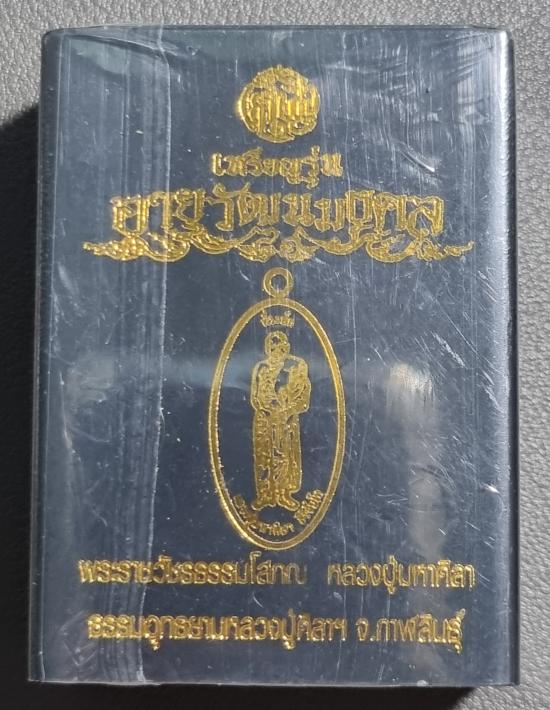 เหรียญรุ่น
อายุวัฒนมงคล
พระราชวัชรธรรมโสภณ หลวงปู่มหาศิลา
ธรรมอุทธยานหลวงปู่ศิลาฯ จ.กาฬสินธุ์